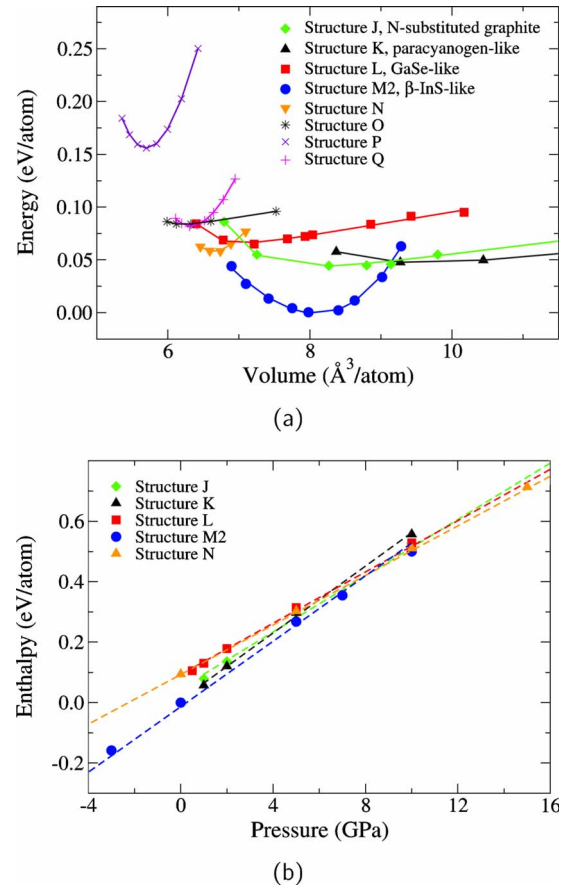 0.25
0.20
0.15
0.10
0.05
0.00
Energy (eV/atom)
Structure J, N-substituted graphite
Structure K, paracyanogen-like
Structure L, GaSe-like
Structure M2, β-InS-like
Structure N
Structure O
Structure P
Structure Q
6 8 10
Volume (Å³/atom)
(a)
0.6
0.4
0.2
0.0
-0.2
Enthalpy (eV/atom)
Structure J
Structure K
Structure L
Structure M2
Structure N
-4 0 4 8 12 16
Pressure (GPa)
(b)